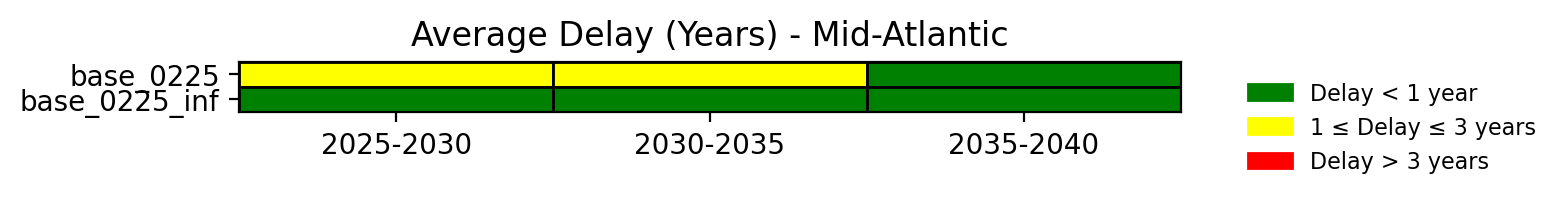 Average Delay (Years) - Mid-Atlantic
base_0225
base_0225_inf
2025-2030 2030-2035 2035-2040
Delay < 1 year
1 ≤ Delay ≤ 3 years
Delay > 3 years